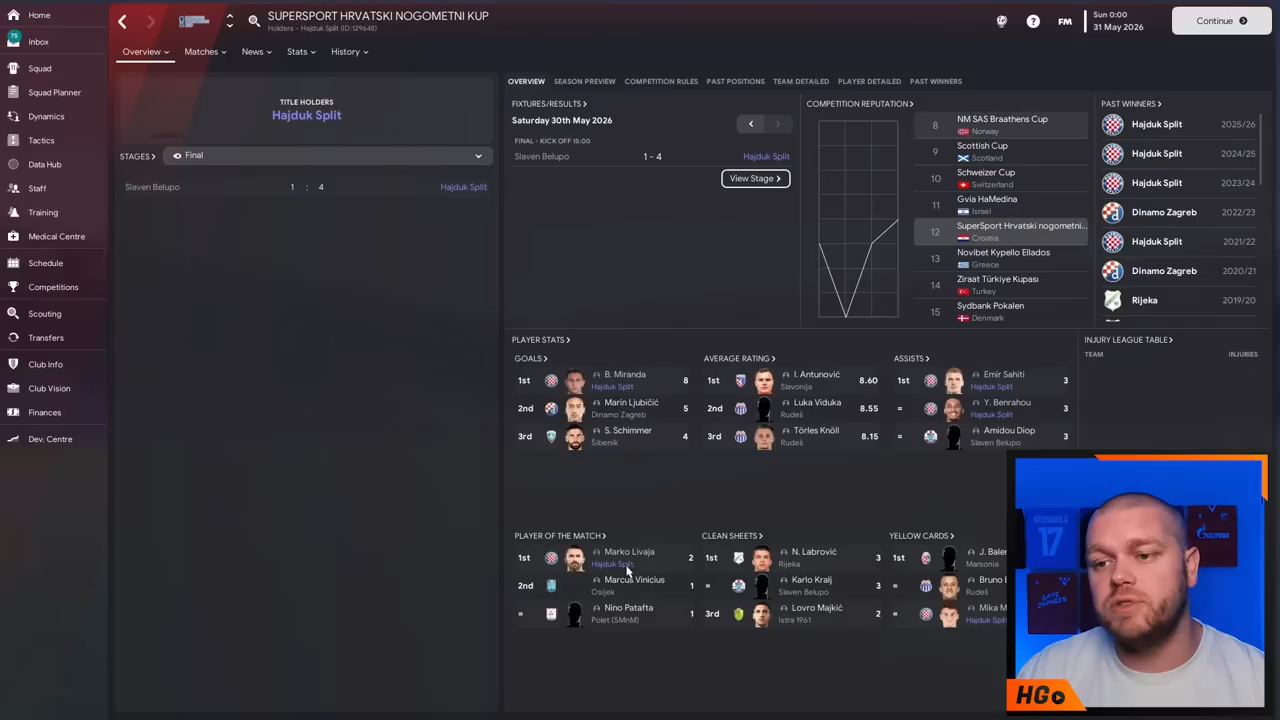 Home
75
Inbox
Squad
Squad Planner
Dynamics
Tactics
Data Hub
Staff
Training
Medical Centre
Schedule
Competitions
Scouting
Transfers
Club Info
Club Vision
Finances
Dev. Centre
SUPERSPORT HRVATSKI NOGOMETNI KUP
Holders - Hajduk Split (ID:129648)
FM
Sun 0:00
31 May 2026
Continue
Overview
Matches
News
Stats
History
TITLE HOLDERS
Hajduk Split
STAGES
Final
Slaven Belupo 1 : 4 Hajduk Split
OVERVIEW
SEASON PREVIEW
COMPETITION RULES
PAST POSITIONS
TEAM DETAILED
PLAYER DETAILED
PAST WINNERS
FIXTURES/RESULTS
Saturday 30th May 2026
FINAL - KICK OFF 15:00
Slaven Belupo 1 - 4 Hajduk Split
View Stage
COMPETITION REPUTATION
8 NM SAS Braathens Cup
Norway
9 Scottish Cup
Scotland
10 Schweizer Cup
Switzerland
11 Gvia HaMedina
Israel
12 SuperSport Hrvatski nogometni...
Croatia
13 Novibet Kypello Ellados
Greece
14 Ziraat Türkiye Kupası
Turkey
15 Sydbank Pokalen
Denmark
PAST WINNERS
Hajduk Split 2025/26
Hajduk Split 2024/25
Hajduk Split 2023/24
Dinamo Zagreb 2022/23
Hajduk Split 2021/22
Dinamo Zagreb 2020/21
Rijeka 2019/20
PLAYER STATS
GOALS
1st B. Miranda 8
Hajduk Split
2nd Marin Ljubičić 5
Dinamo Zagreb
3rd S. Schimmer 4
Šibenik
AVERAGE RATING
1st I. Antunović 8.60
Slavonija
2nd Luka Viduka 8.55
Rudeš
3rd Törles Knöll 8.15
Rudeš
ASSISTS
1st Emir Sahiti 3
Hajduk Split
= Y. Benrahou 3
Hajduk Split
= Amidou Diop 3
Slaven Belupo
INJURY LEAGUE TABLE
TEAM INJURIES
PLAYER OF THE MATCH
1st Marko Livaja 2
Hajduk Split
2nd Marcus Vinicius 1
Osijek
= Nino Patafta 1
Polet (SMnM)
CLEAN SHEETS
1st N. Labrović 3
Rijeka
= Karlo Kralj 3
Slaven Belupo
3rd Lovro Majkić 2
Istra 1961
YELLOW CARDS
1st J. Baler
Marsonia
= Bruno
Rudeš
= Mika M
Hajduk Split
IMMOBILE
17
GAZPROM
GAME CHANGER
HG